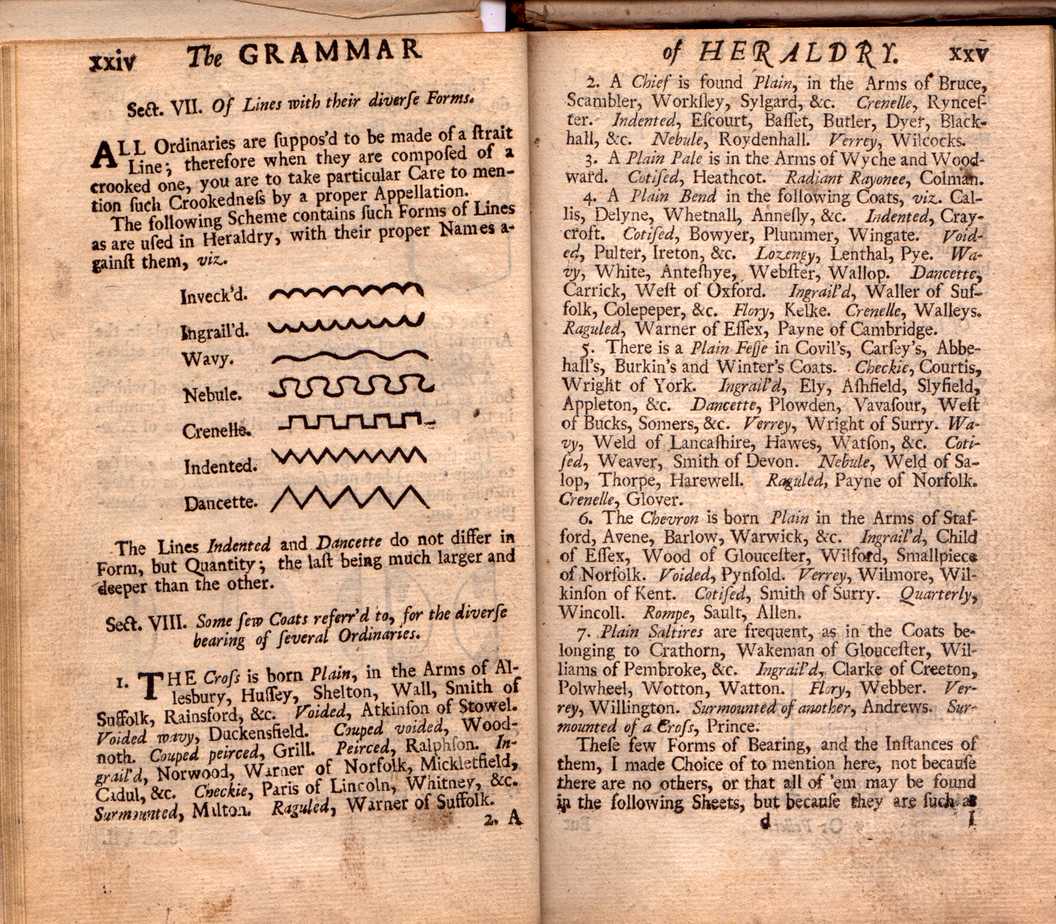 xxiv The GRAMMAR
Sect. VII. Of Lines with their diverſe Forms.
ALL Ordinaries are ſuppos'd to be made of a ſtrait
Line; therefore when they are compoſed of a
crooked one, you are to take particular Care to men-
tion ſuch Crookedneſs by a proper Appellation.
The following Scheme contains ſuch Forms of Lines
as are uſed in Heraldry, with their proper Names a-
gainſt them, viz.
Inveck'd.
Ingrail'd.
Wavy.
Nebule.
Crenelle.
Indented.
Dancette.
The Lines Indented and Dancette do not differ in
Form, but Quantity; the laſt being much larger and
deeper than the other.
Sect. VIII. Some few Coats referr'd to, for the diverſe
bearing of ſeveral Ordinaries.
1. THE Croſs is born Plain, in the Arms of Al-
lesbury, Huſſey, Shelton, Wall, Smith of
Suffolk, Rainsford, &c. Voided, Atkinſon of Stowel.
Voided wavy, Duckensfield. Couped voided, Wood-
noth. Couped peirced, Grill. Peirced, Ralphſon. In-
grail'd, Norwood, Warner of Norfolk, Mickletfield,
Cadul, &c. Checkie, Paris of Lincoln, Whitney, &c.
Surmounted, Milton. Raguled, Warner of Suffolk.
2. A
of HERALDRY. xxv
2. A Chief is found Plain, in the Arms of Bruce,
Scambler, Workſley, Sylgard, &c. Crenelle, Rynceſ-
ter. Indented, Eſcourt, Baſſet, Butler, Dyer, Black-
hall, &c. Nebule, Roydenhall. Verrey, Wilcocks.
3. A Plain Pale is in the Arms of Wyche and Wood-
ward. Cotiſed, Heathcot. Radiant Rayonee, Colman.
4. A Plain Bend in the following Coats, viz. Cal-
lis, Delyne, Whetnall, Anneſly, &c. Indented, Cray-
croft. Cotiſed, Bowyer, Plummer, Wingate. Void-
ed, Pulter, Ireton, &c. Lozengy, Lenthal, Pye. Wa-
vy, White, Anteſhye, Webſter, Wallop. Dancette,
Carrick, Weſt of Oxford. Ingrail'd, Waller of Suf-
folk, Colepeper, &c. Flory, Kelke. Crenelle, Walleys.
Raguled, Warner of Eſſex, Payne of Cambridge.
5. There is a Plain Feſſe in Covil's, Carſey's, Abbe-
hall's, Burkin's and Winter's Coats. Checkie, Courtis,
Wright of York. Ingrail'd, Ely, Aſhfield, Slyfield,
Appleton, &c. Dancette, Plowden, Vavaſour, Weſt
of Bucks, Somers, &c. Verrey, Wright of Surry. Wa-
vy, Weld of Lancaſhire, Hawes, Watſon, &c. Coti-
ſed, Weaver, Smith of Devon. Nebule, Weld of Sa-
lop, Thorpe, Harewell. Raguled, Payne of Norfolk.
Crenelle, Glover.
6. The Chevron is born Plain in the Arms of Staf-
ford, Avene, Barlow, Warwick, &c. Ingrail'd, Child
of Eſſex, Wood of Glouceſter, Wilford, Smallpiece
of Norfolk. Voided, Pynfold. Verrey, Wilmore, Wil-
kinſon of Kent. Cotiſed, Smith of Surry. Quarterly,
Wincoll. Rompe, Sault, Allen.
7. Plain Saltires are frequent, as in the Coats be-
longing to Crathorn, Wakeman of Glouceſter, Wil-
liams of Pembroke, &c. Ingrail'd, Clarke of Creeton,
Polwheel, Wotton, Watton. Flory, Webber. Ver-
rey, Willington. Surmounted of another, Andrews. Sur-
mounted of a Croſs, Prince.
Theſe few Forms of Bearing, and the Inſtances of
them, I made Choice of to mention here, not becauſe
there are no others, or that all of 'em may be found
in the following Sheets, but becauſe they are ſuch as
d I